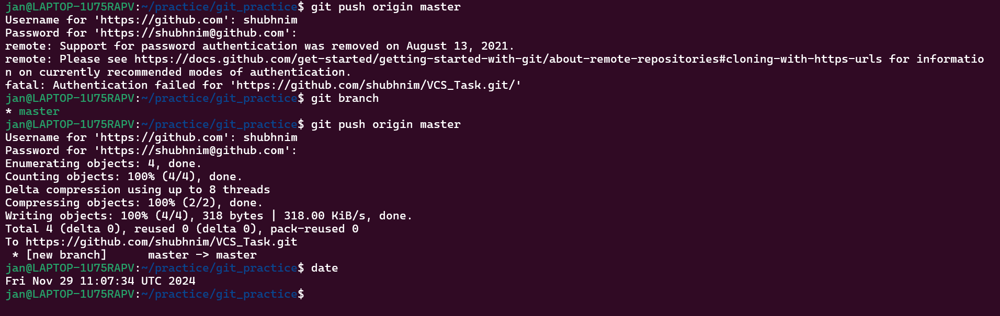 jan@LAPTOP-1U75RAPV:~/practice/git_practice$ git push origin master
Username for 'https://github.com': shubhnim
Password for 'https://shubhnim@github.com':
remote: Support for password authentication was removed on August 13, 2021.
remote: Please see https://docs.github.com/get-started/getting-started-with-git/about-remote-repositories#cloning-with-https-urls for informatio
n on currently recommended modes of authentication.
fatal: Authentication failed for 'https://github.com/shubhnim/VCS_Task.git/'
jan@LAPTOP-1U75RAPV:~/practice/git_practice$ git branch
* master
jan@LAPTOP-1U75RAPV:~/practice/git_practice$ git push origin master
Username for 'https://github.com': shubhnim
Password for 'https://shubhnim@github.com':
Enumerating objects: 4, done.
Counting objects: 100% (4/4), done.
Delta compression using up to 8 threads
Compressing objects: 100% (2/2), done.
Writing objects: 100% (4/4), 318 bytes | 318.00 KiB/s, done.
Total 4 (delta 0), reused 0 (delta 0), pack-reused 0
To https://github.com/shubhnim/VCS_Task.git
 * [new branch]      master -> master
jan@LAPTOP-1U75RAPV:~/practice/git_practice$ date
Fri Nov 29 11:07:34 UTC 2024
jan@LAPTOP-1U75RAPV:~/practice/git_practice$